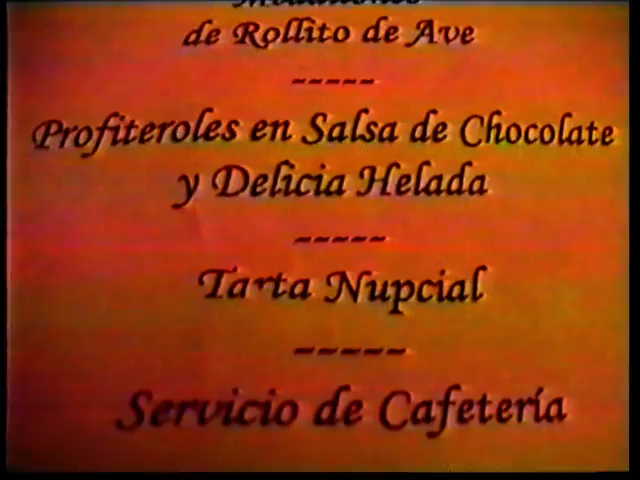 de Rollito de Ave
-----
Profiteroles en Salsa de Chocolate
y Delicia Helada
-----
Tarta Nupcial
-----
Servicio de Cafetería